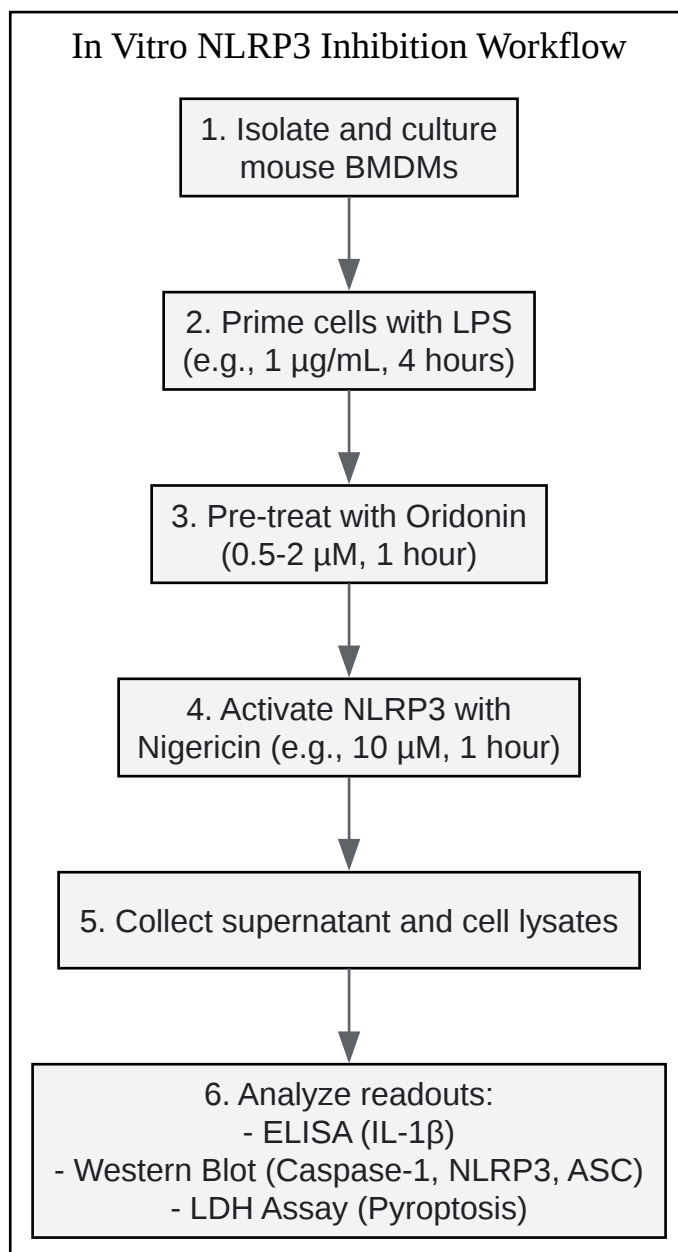 In Vitro NLRP3 Inhibition Workflow
1. Isolate and culture
mouse BMDMs
2. Prime cells with LPS
(e.g., 1 µg/mL, 4 hours)
3. Pre-treat with Oridonin
(0.5-2 µM, 1 hour)
4. Activate NLRP3 with
Nigericin (e.g., 10 µM, 1 hour)
5. Collect supernatant and cell lysates
6. Analyze readouts:
- ELISA (IL-1β)
- Western Blot (Caspase-1, NLRP3, ASC)
- LDH Assay (Pyroptosis)